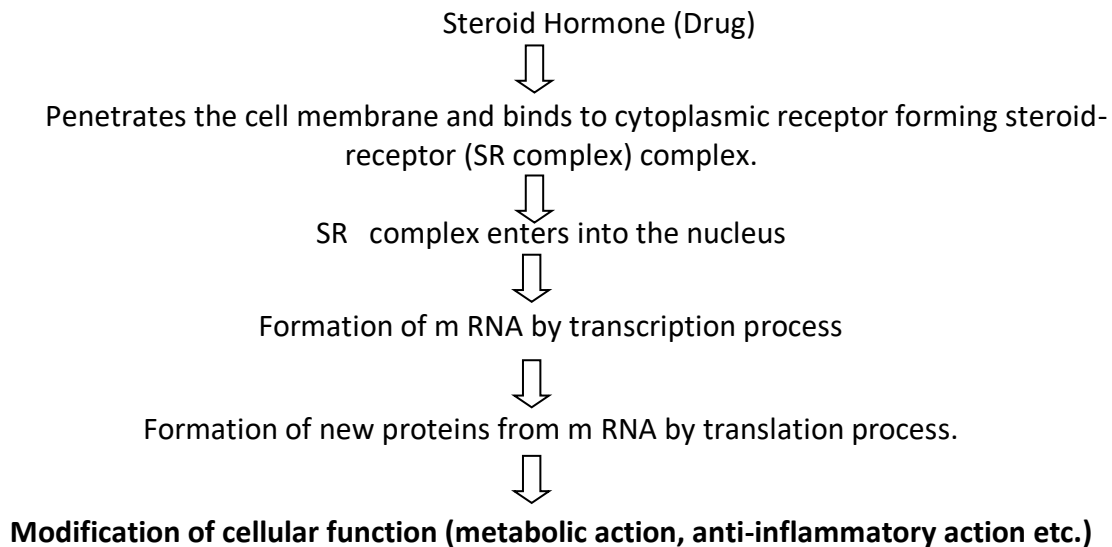 Steroid Hormone (Drug)
Penetrates the cell membrane and binds to cytoplasmic receptor forming steroid-
receptor (SR complex) complex.
SR complex enters into the nucleus
Formation of m RNA by transcription process
Formation of new proteins from m RNA by translation process.
Modification of cellular function (metabolic action, anti-inflammatory action etc.)